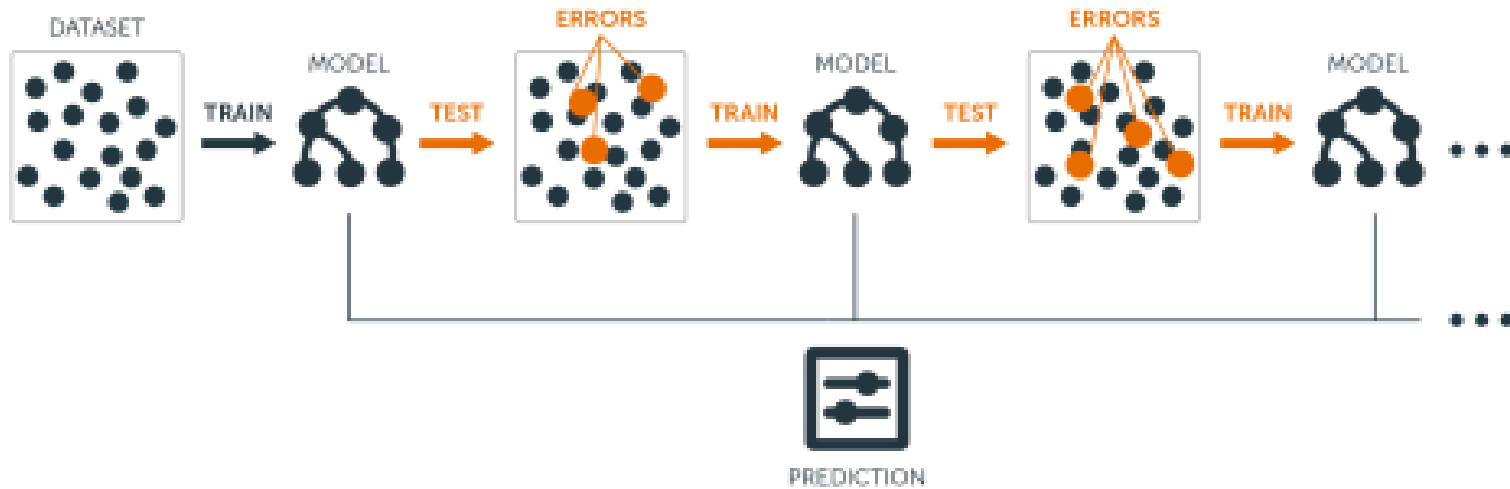 DATASET
TRAIN
MODEL
TEST
ERRORS
TRAIN
MODEL
TEST
ERRORS
TRAIN
MODEL
PREDICTION